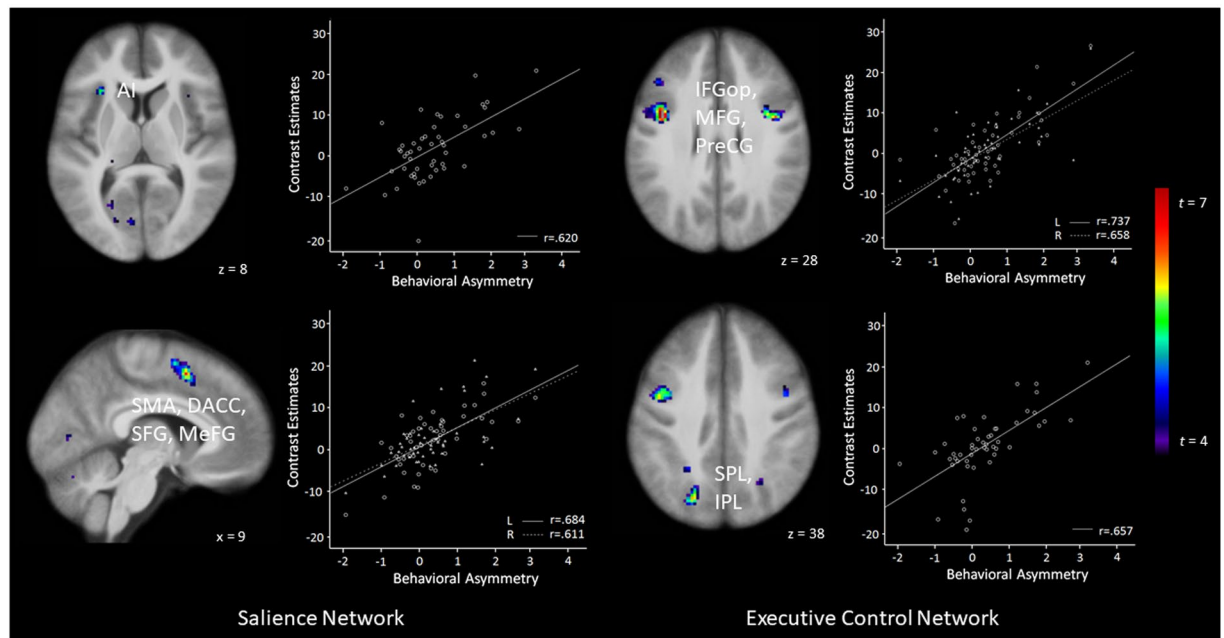 AI
z = 8
30
20
10
0
-10
-20
Contrast Estimates
r=.620
-2 -1 0 1 2 3 4
Behavioral Asymmetry
IFGop,
MFG,
PreCG
z = 28
30
20
10
0
-10
-20
Contrast Estimates
L r=.737
R r=.658
-2 -1 0 1 2 3 4
Behavioral Asymmetry
t = 7
t = 4
SMA, DACC,
SFG, MeFG
x = 9
30
20
10
0
-10
-20
Contrast Estimates
L r=.684
R r=.611
-2 -1 0 1 2 3 4
Behavioral Asymmetry
SPL,
IPL
z = 38
30
20
10
0
-10
-20
Contrast Estimates
r=.657
-2 -1 0 1 2 3 4
Behavioral Asymmetry
Salience Network
Executive Control Network